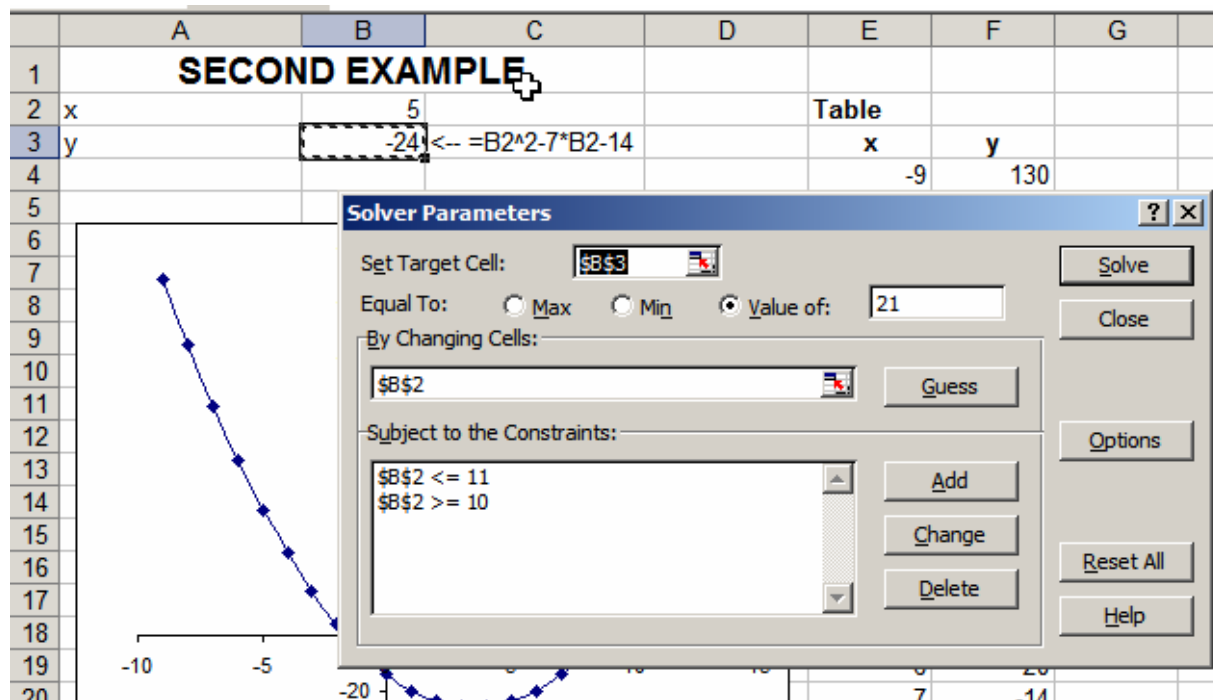 A B C D E F G
1 SECOND EXAMPLE
2 x 5 Table
3 y -24 <-- =B2^2-7*B2-14 x y
4 -9 130
5
Solver Parameters
6
Set Target Cell: $B$3 Solve
7
Equal To: Max Min Value of: 21
8
Close
9
By Changing Cells:
10
$B$2 Guess
11
12
Subject to the Constraints: Options
13
$B$2 <= 11 Add
14
$B$2 >= 10
15
Change
16
Reset All
17
Delete
Help
18
19 -10 -5
20 -20 7 -14